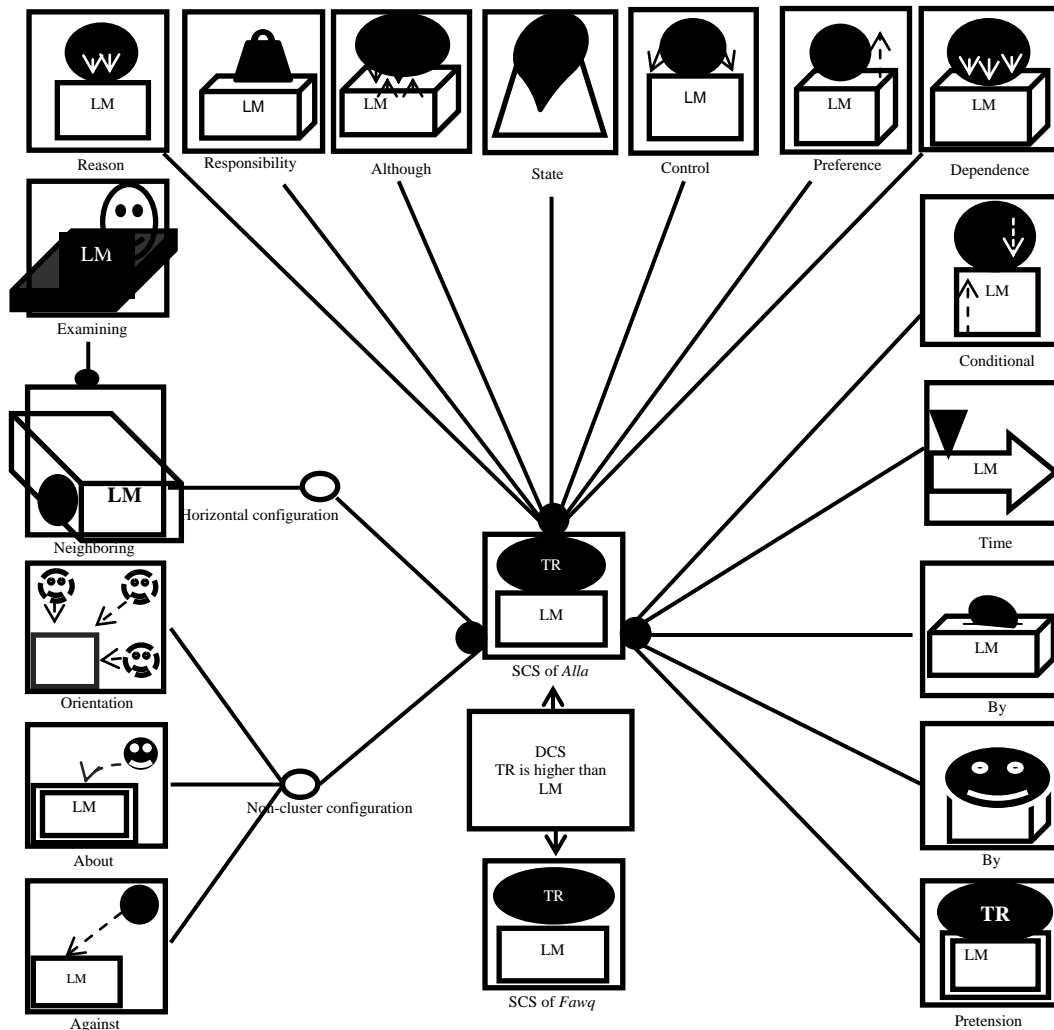 LM
LM
LM
LM
LM
LM
Reason
Responsibility
Although
State
Control
Preference
Dependence
LM
Examining
LM
Conditional
LM
Neighboring
Horizontal configuration
LM
Time
TR
LM
SCS of Alla
Orientation
LM
By
DCS
TR is higher than
LM
LM
About
Non-cluster configuration
By
TR
LM
SCS of Fawq
LM
Against
TR
LM
Pretension